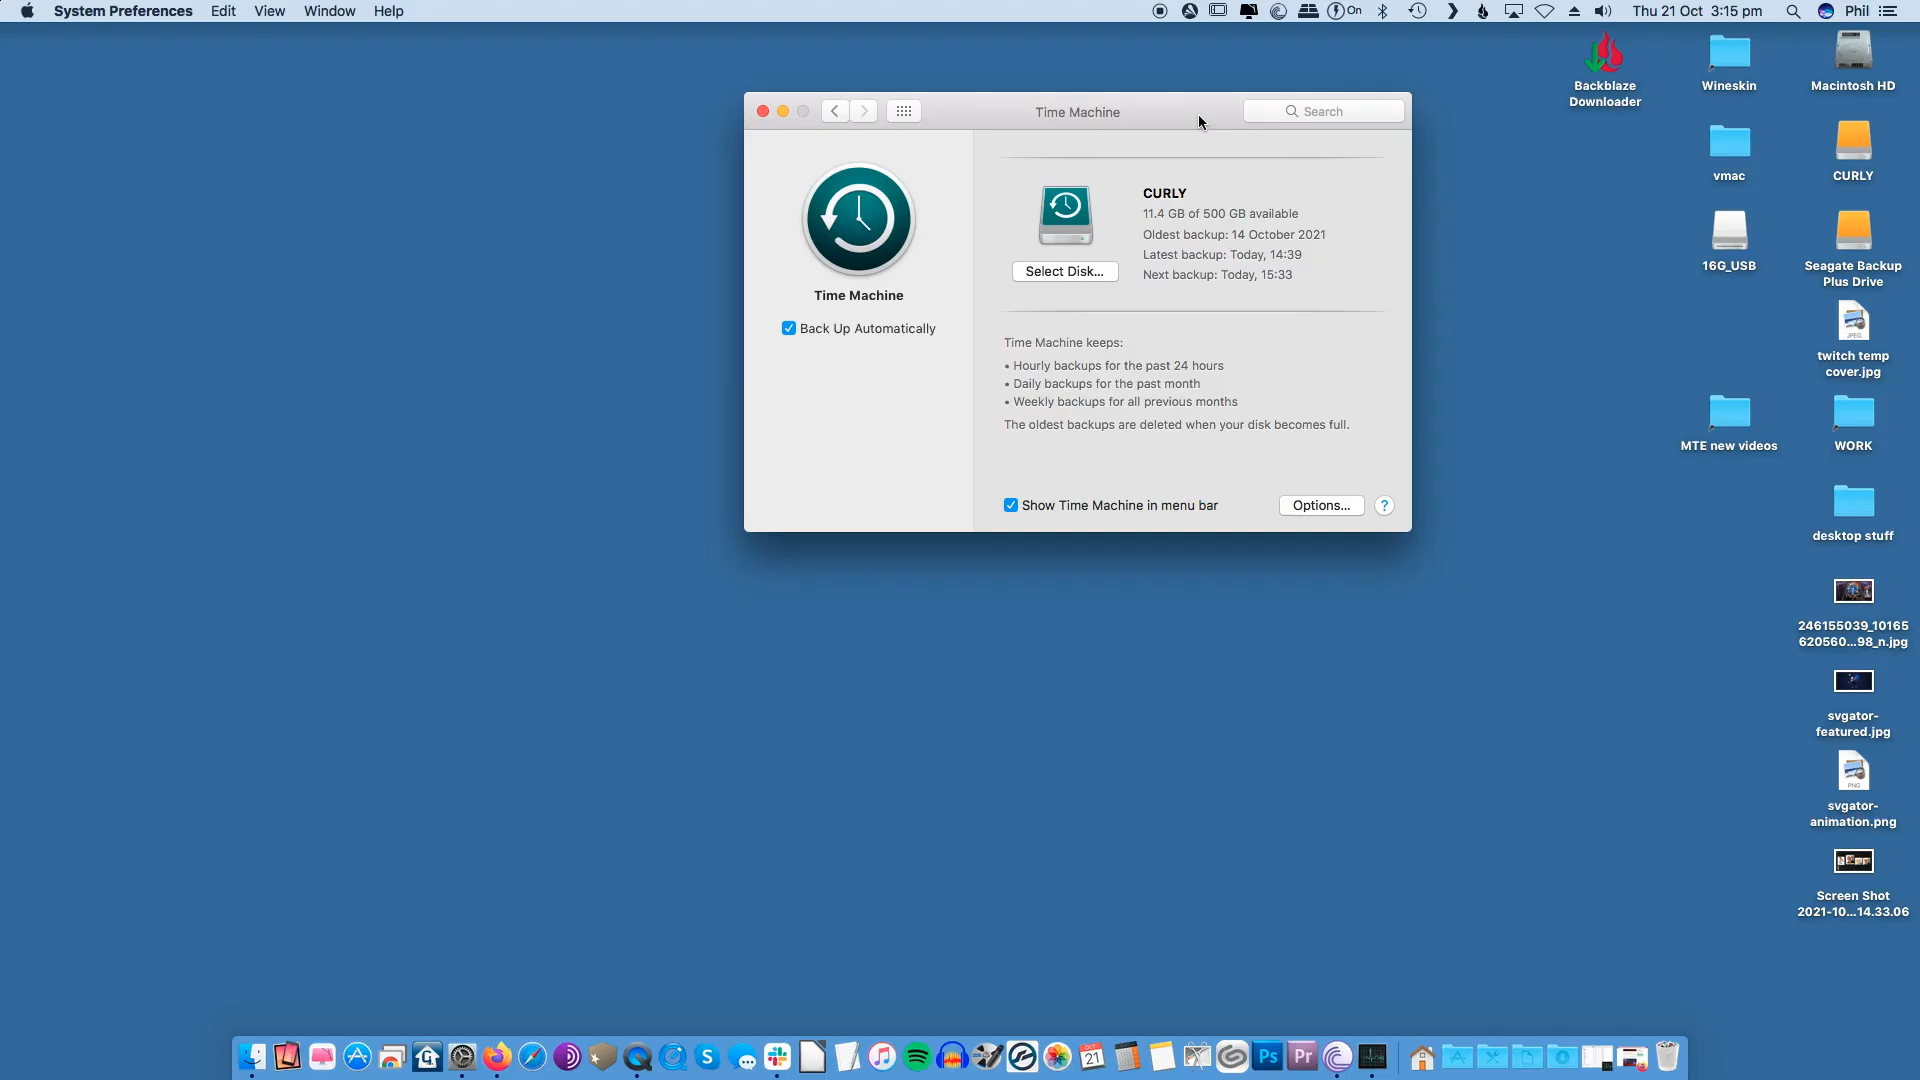 System Preferences Edit View Window Help
On Thu 21 Oct 3:15 pm Phil
Time Machine
Search
Time Machine
Back Up Automatically
CURLY
11.4 GB of 500 GB available
Oldest backup: 14 October 2021
Latest backup: Today, 14:39
Next backup: Today, 15:33
Select Disk...
Time Machine keeps:
• Hourly backups for the past 24 hours
• Daily backups for the past month
• Weekly backups for all previous months
The oldest backups are deleted when your disk becomes full.
Show Time Machine in menu bar
Options...
?
Backblaze
Downloader
Wineskin
Macintosh HD
vmac
CURLY
16G_USB
Seagate Backup
Plus Drive
JPEG
twitch temp
cover.jpg
MTE new videos
WORK
desktop stuff
246155039_10165
620560...98_n.jpg
svgator-
featured.jpg
PNG
svgator-
animation.png
Screen Shot
2021-10...14.33.06
G
S
OCT
21
Ps
Pr